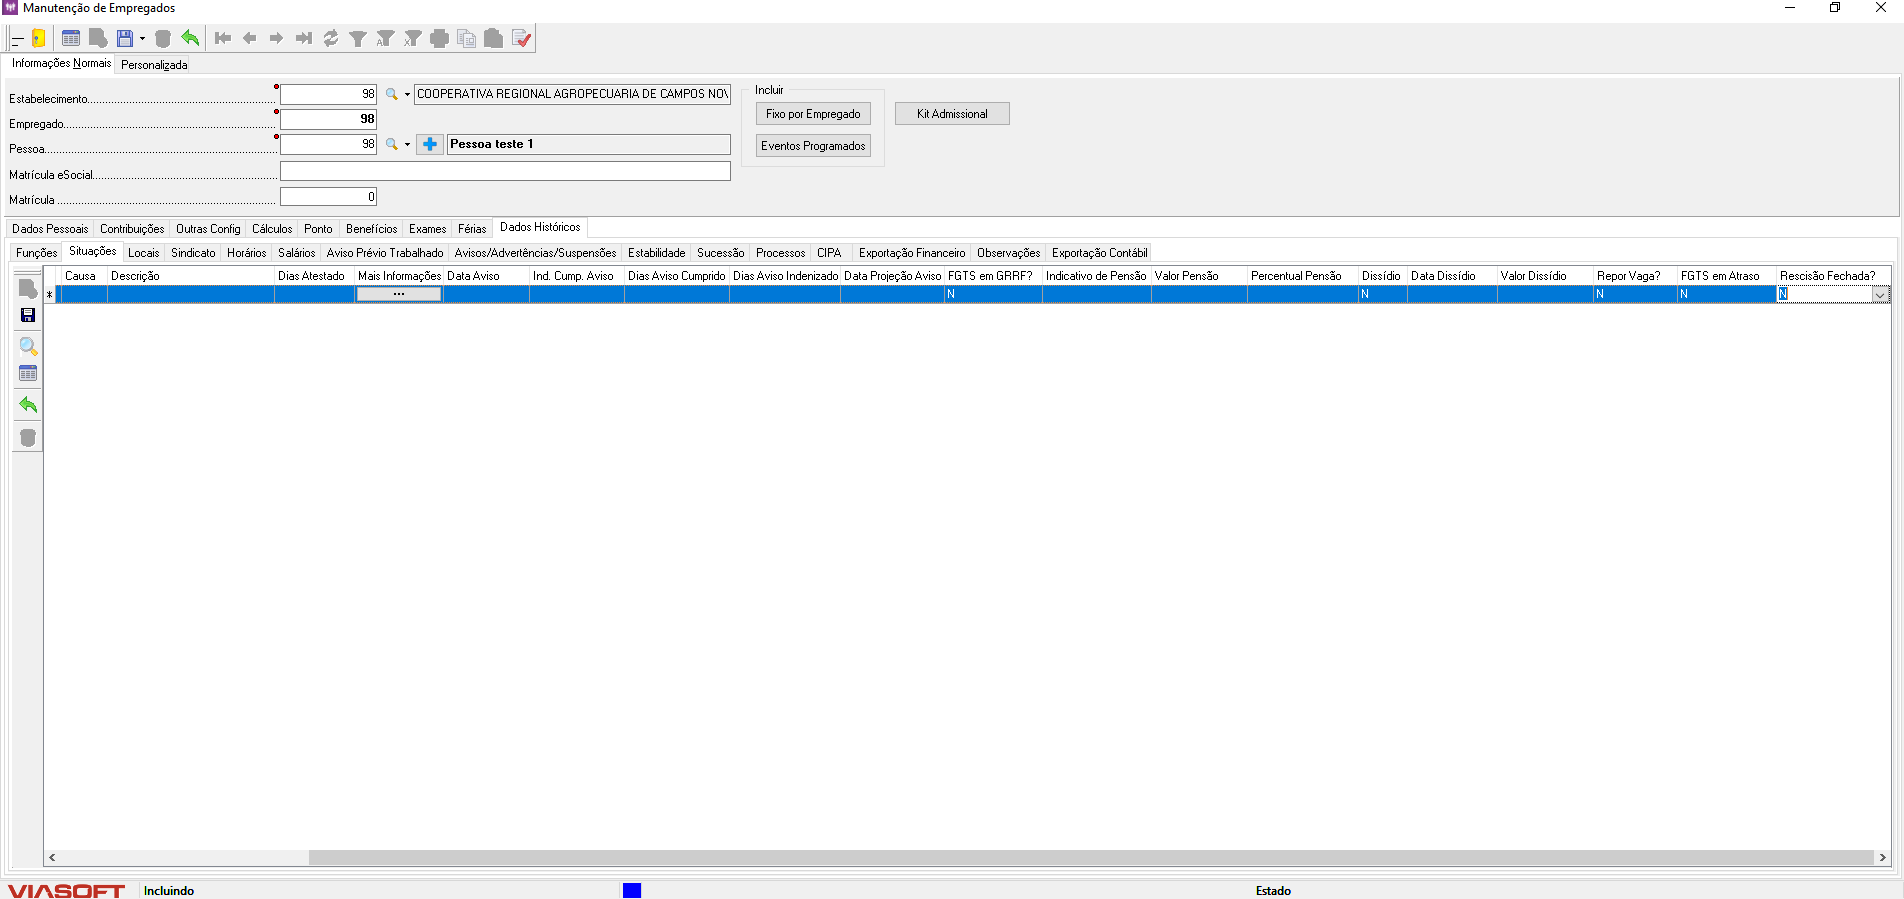 Manutenção de Empregados
Informações Normais Personalizada
Estabelecimento 98 COOPERATIVA REGIONAL AGROPECUARIA DE CAMPOS NOV
Empregado 98
Pessoa 98 Pessoa teste 1
Matrícula eSocial
Matrícula 0
Incluir
Fixo por Empregado
Eventos Programados
Kit Admissional
Dados Pessoais Contribuições Outras Config Cálculos Ponto Benefícios Exames Férias Dados Históricos
Funções Situações Locais Sindicato Horários Salários Aviso Prévio Trabalhado Avisos/Advertências/Suspensões Estabilidade Sucessão Processos CIPA Exportação Financeiro Observações Exportação Contábil
Causa Descrição Dias Atestado Mais Informações Data Aviso Ind. Cump. Aviso Dias Aviso Cumprido Dias Aviso Indenizado Data Projeção Aviso FGTS em GRRF? Indicativo de Pensão Valor Pensão Percentual Pensão Dissídio Data Dissídio Valor Dissídio Repor Vaga? FGTS em Atraso Rescisão Fechada?
* ... N N N N N
VIASOFT Incluindo Estado